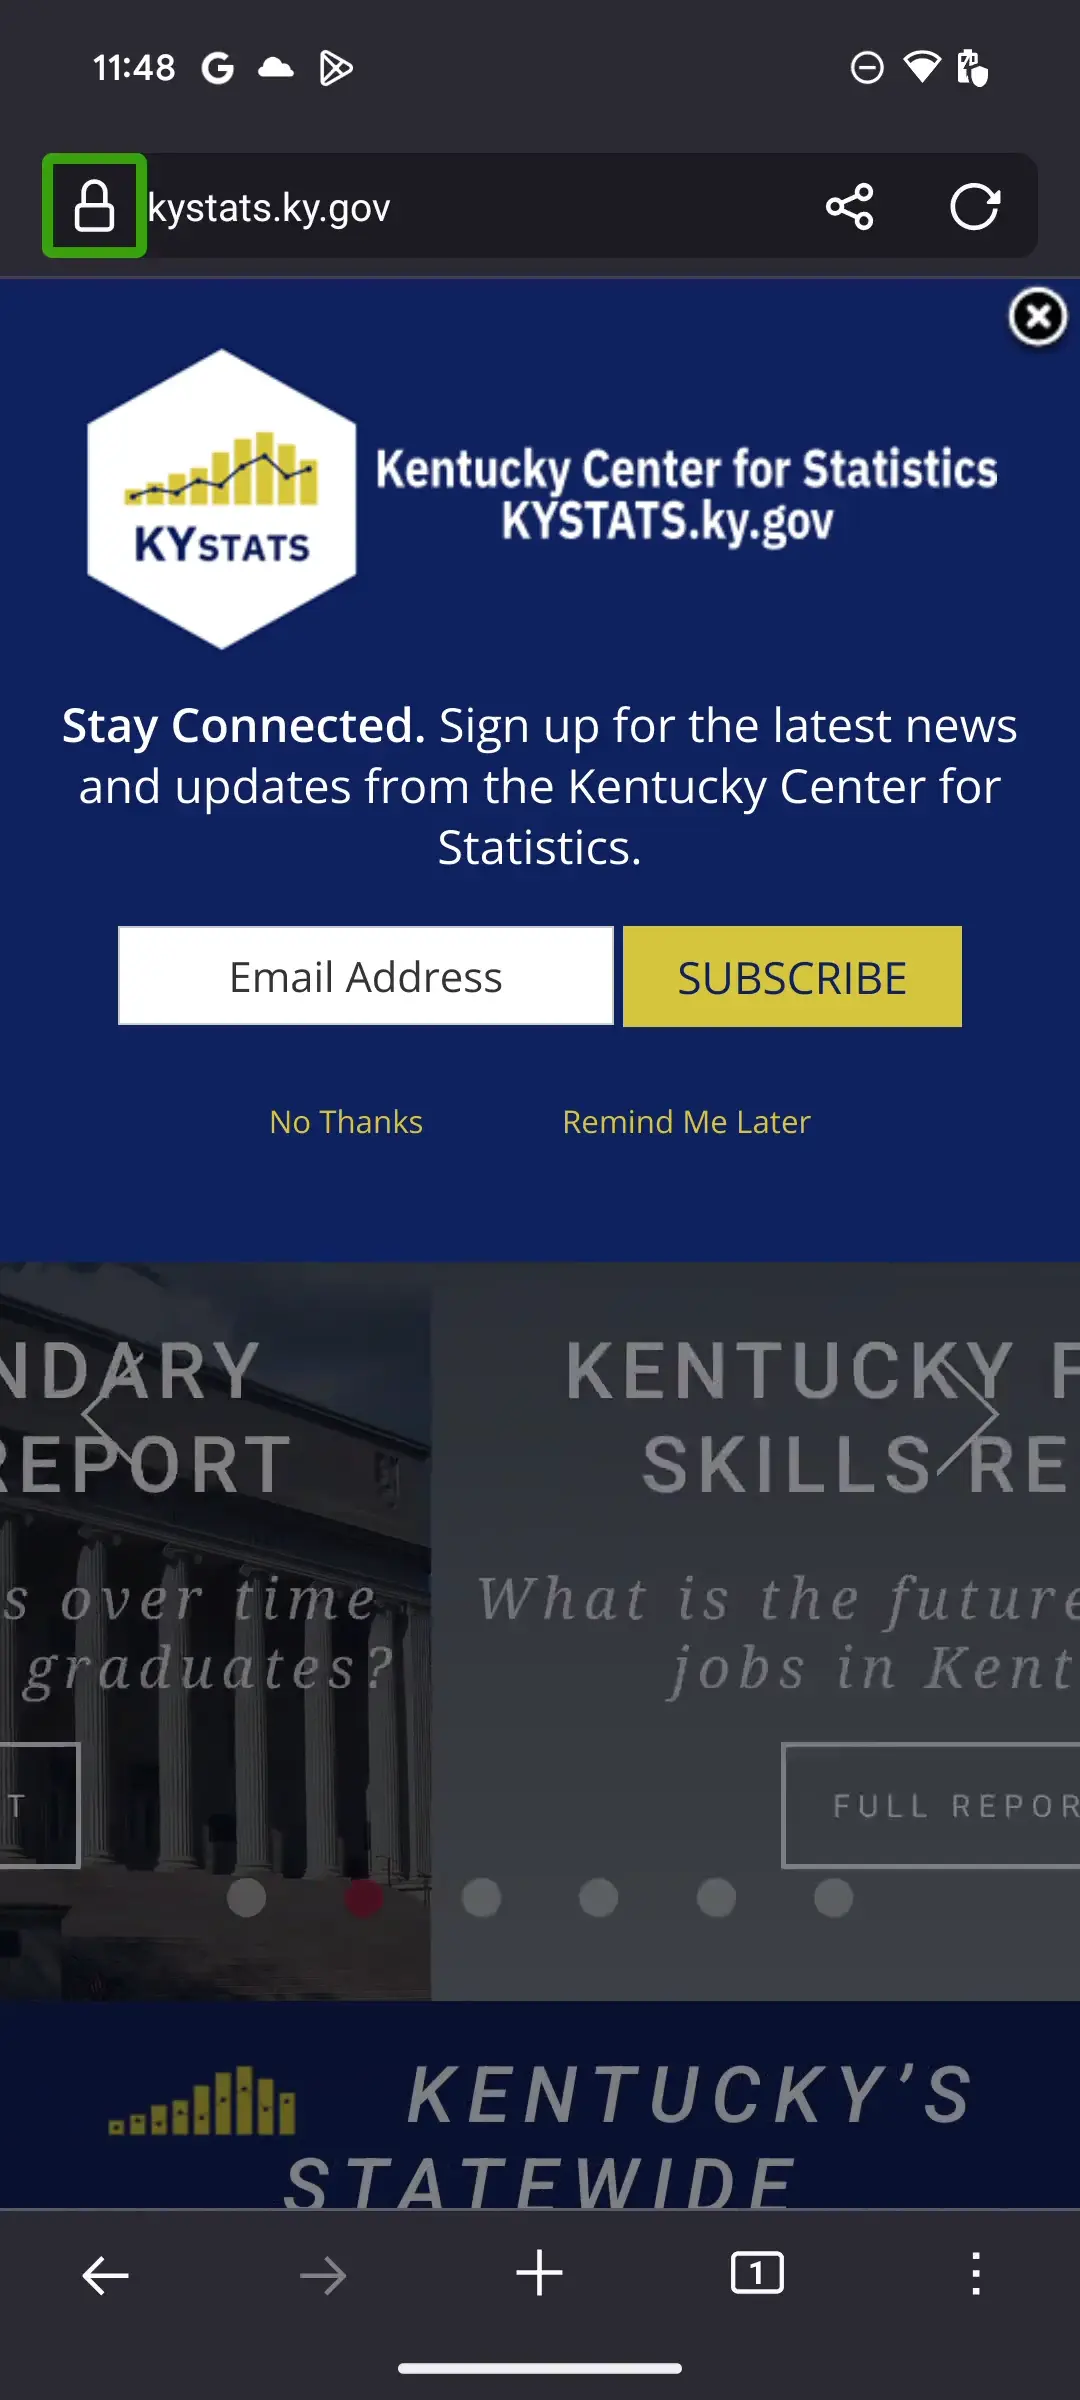 11:48
kystats.ky.gov
KYSTATS
Kentucky Center for Statistics
KYSTATS.ky.gov
Stay Connected. Sign up for the latest news
and updates from the Kentucky Center for
Statistics.
Email Address
SUBSCRIBE
No Thanks
Remind Me Later
NDARY
REPORT
s over time
graduates?
T
KENTUCKY F
SKILLS RE
What is the future
jobs in Kent
FULL REPOR
KENTUCKY’S
STATEWIDE
1